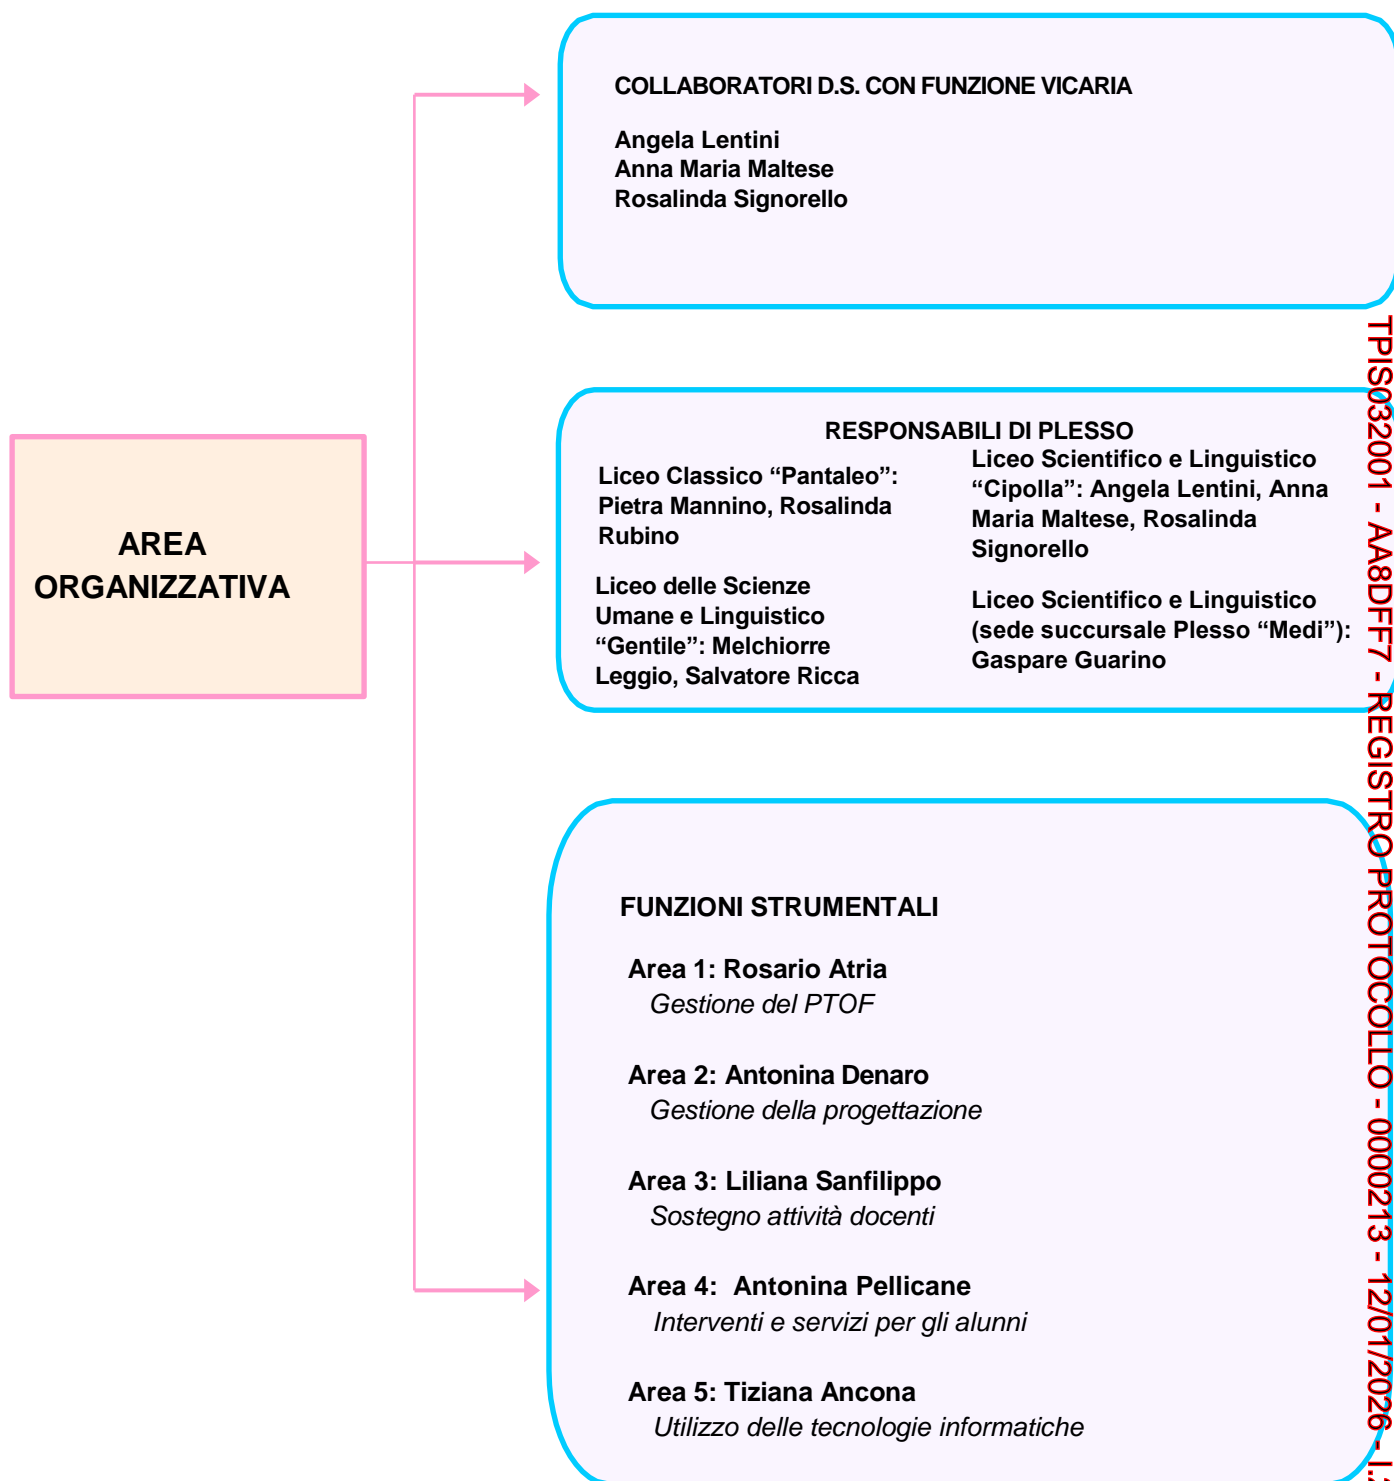 COLLABORATORI D.S. CON FUNZIONE VICARIA
Angela Lentini
Anna Maria Maltese
Rosalinda Signorello
AREA
ORGANIZZATIVA
RESPONSABILI DI PLESSO
Liceo Classico “Pantaleo”:
Pietra Mannino, Rosalinda
Rubino
Liceo delle Scienze
Umane e Linguistico
“Gentile”: Melchiorre
Leggio, Salvatore Ricca
Liceo Scientifico e Linguistico
“Cipolla”: Angela Lentini, Anna
Maria Maltese, Rosalinda
Signorello
Liceo Scientifico e Linguistico
(sede succursale Plesso “Medi”):
Gaspare Guarino
FUNZIONI STRUMENTALI
Area 1: Rosario Atria
Gestione del PTOF
Area 2: Antonina Denaro
Gestione della progettazione
Area 3: Liliana Sanfilippo
Sostegno attività docenti
Area 4: Antonina Pellicane
Interventi e servizi per gli alunni
Area 5: Tiziana Ancona
Utilizzo delle tecnologie informatiche
TPIS032001 - AA8DFF7 - REGISTRO PROTOCOLLO - 0000213 - 12/01/2026 -